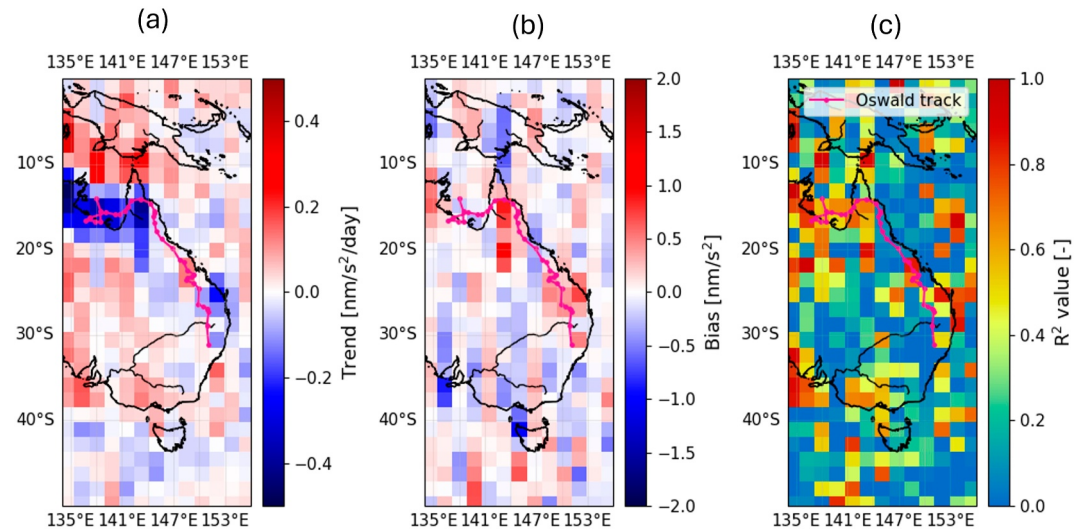 (a)
(b)
(c)
135°E 141°E 147°E 153°E
135°E 141°E 147°E 153°E
135°E 141°E 147°E 153°E
10°S
20°S
30°S
40°S
135°E 141°E 147°E 153°E
0.4
0.2
0.0
−0.2
−0.4
Trend [nm/s²/day]
10°S
20°S
30°S
40°S
135°E 141°E 147°E 153°E
2.0
1.5
1.0
0.5
0.0
−0.5
−1.0
−1.5
−2.0
Bias [nm/s²]
Oswald track
10°S
20°S
30°S
40°S
135°E 141°E 147°E 153°E
1.0
0.8
0.6
0.4
0.2
0.0
R² value [-]